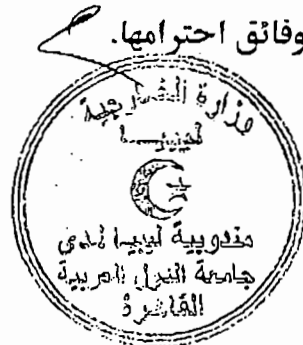 وفائق احترامها.
وزارة الخارجية
ليبيا
مندوبية ليبيا لدى
جامعة الدول العربية
القاهرة